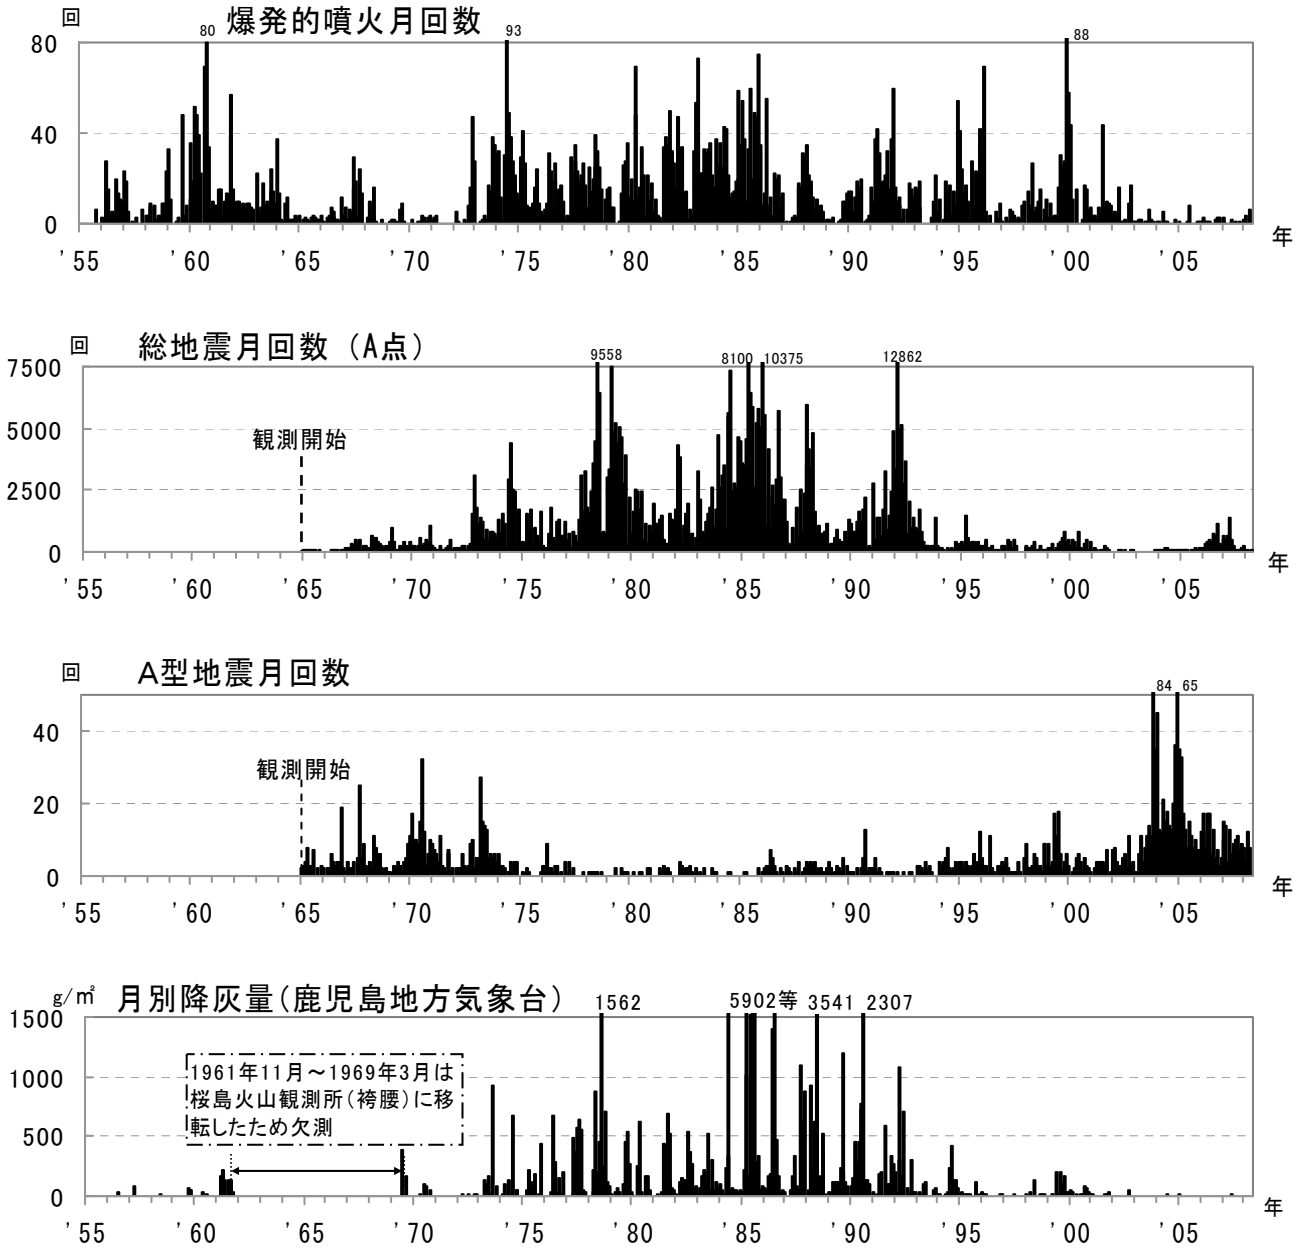 回 爆発的噴火月回数
80 93 88
80
40
0
'55 '60 '65 '70 '75 '80 '85 '90 '95 '00 '05 年
回 総地震月回数（A点）
9558 8100 10375 12862
7500
5000
観測開始
2500
0
'55 '60 '65 '70 '75 '80 '85 '90 '95 '00 '05 年
回 A型地震月回数
84 65
40
観測開始
20
0
'55 '60 '65 '70 '75 '80 '85 '90 '95 '00 '05 年
g/㎡ 月別降灰量(鹿児島地方気象台)
1562 5902等 3541 2307
1500
1000
1961年11月～1969年3月は
桜島火山観測所(袴腰)に移
転したため欠測
500
0
'55 '60 '65 '70 '75 '80 '85 '90 '95 '00 '05 年